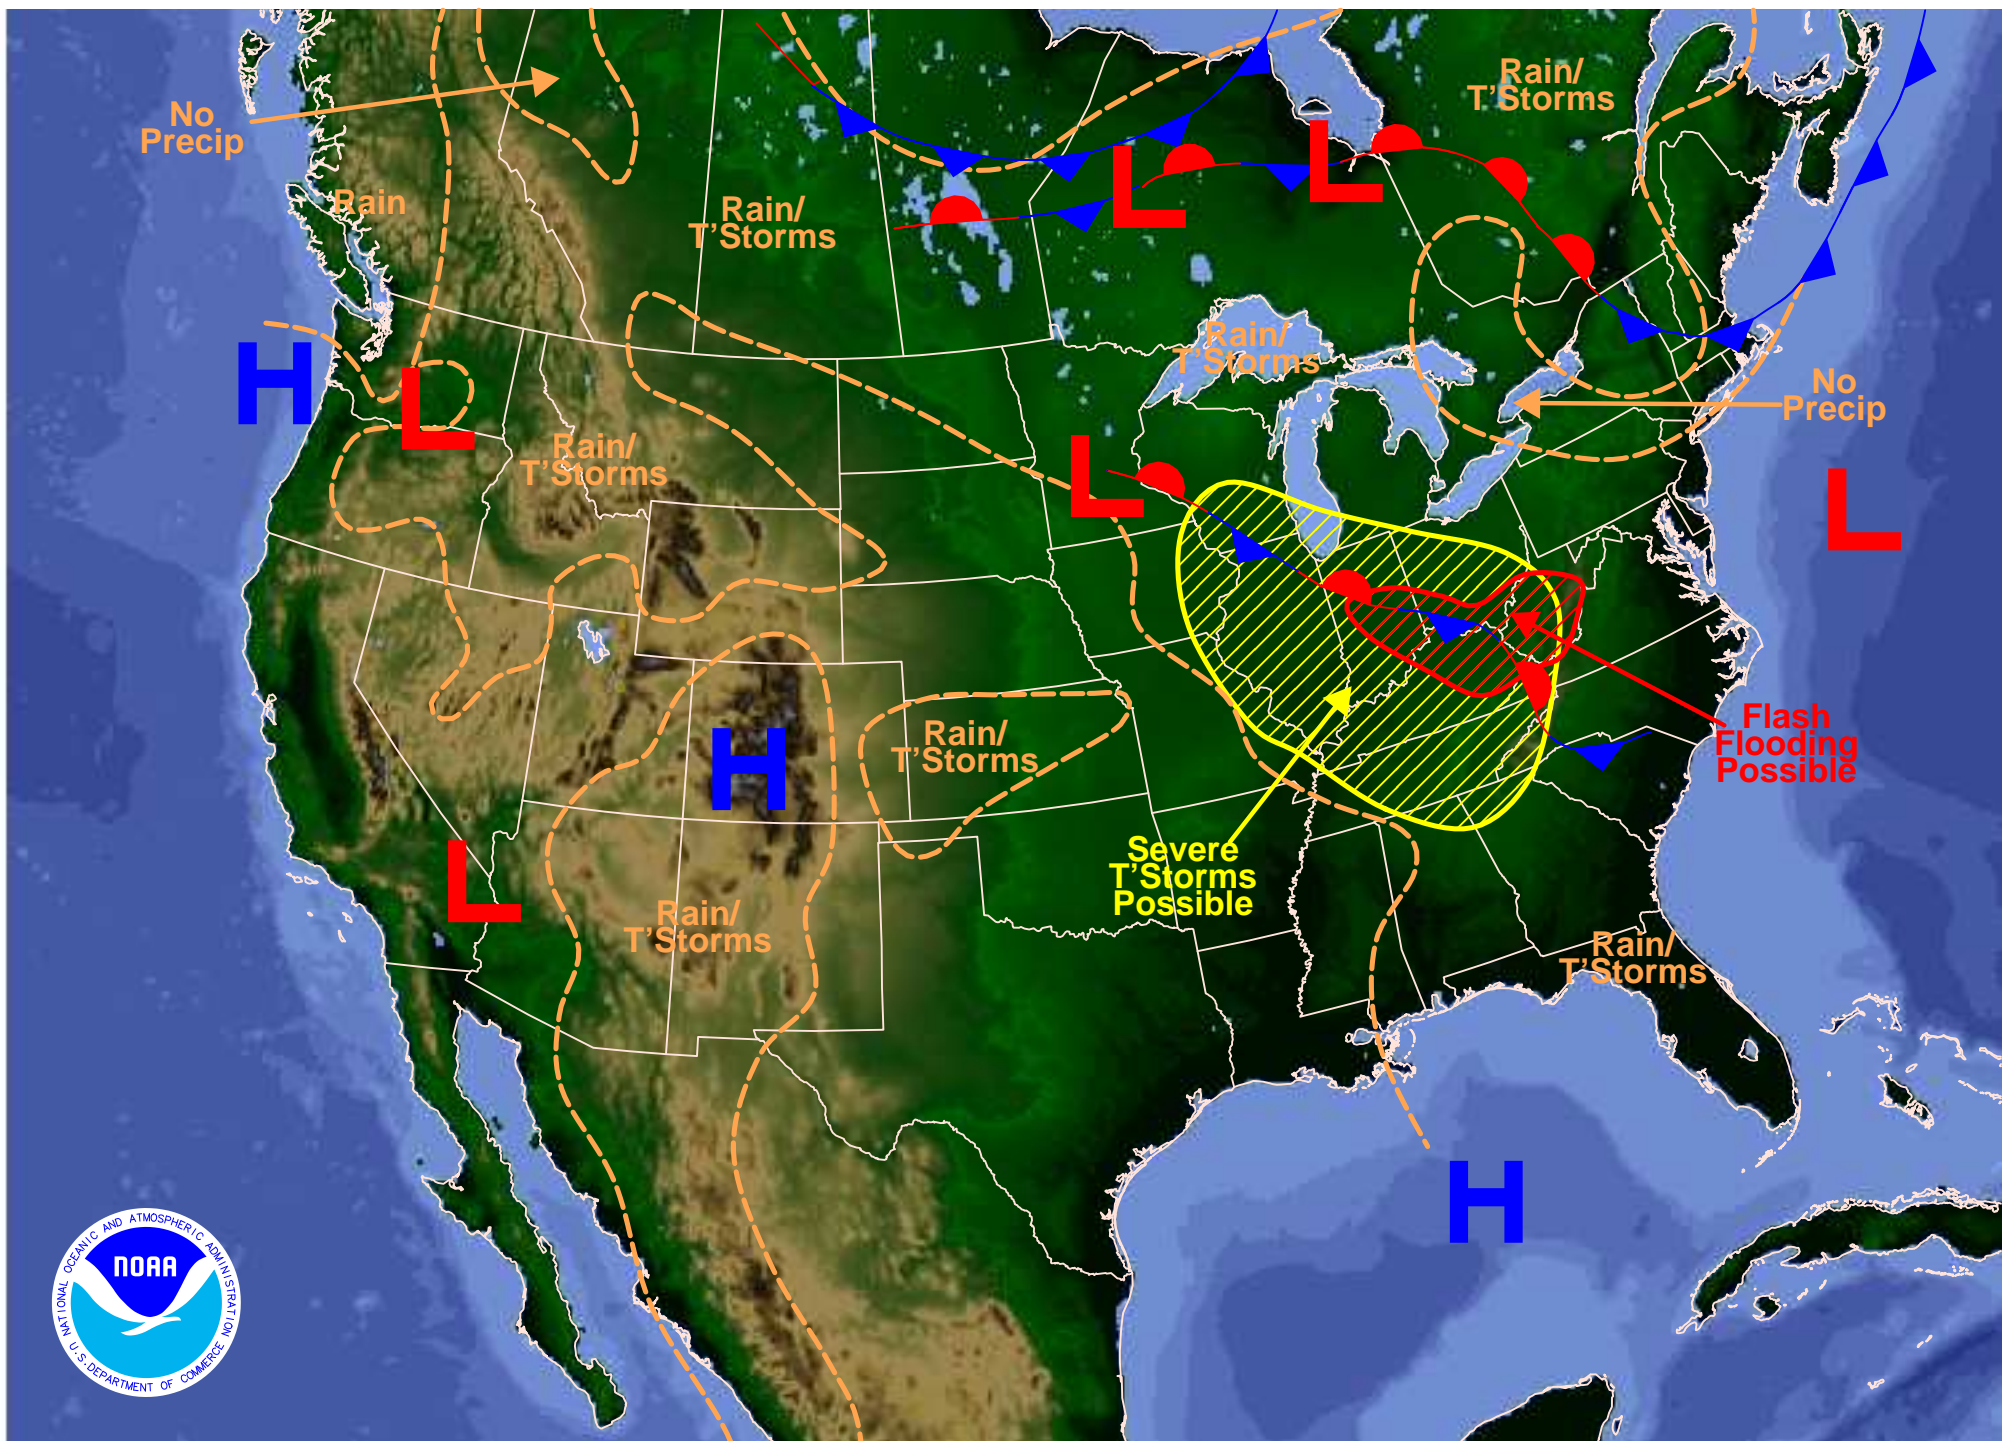 Rain/
T'Storms
No
Precip
Rain
Rain/
T'Storms
Rain/
T'Storms
No
Precip
H
L
L
L
Rain/
T'Storms
L
L
Flash
Flooding
Possible
Rain/
T'Storms
H
Severe
T'Storms
Possible
L
Rain/
T'Storms
Rain/
T'Storms
H
NATIONAL OCEANIC AND ATMOSPHERIC ADMINISTRATION
NOAA
U.S. DEPARTMENT OF COMMERCE